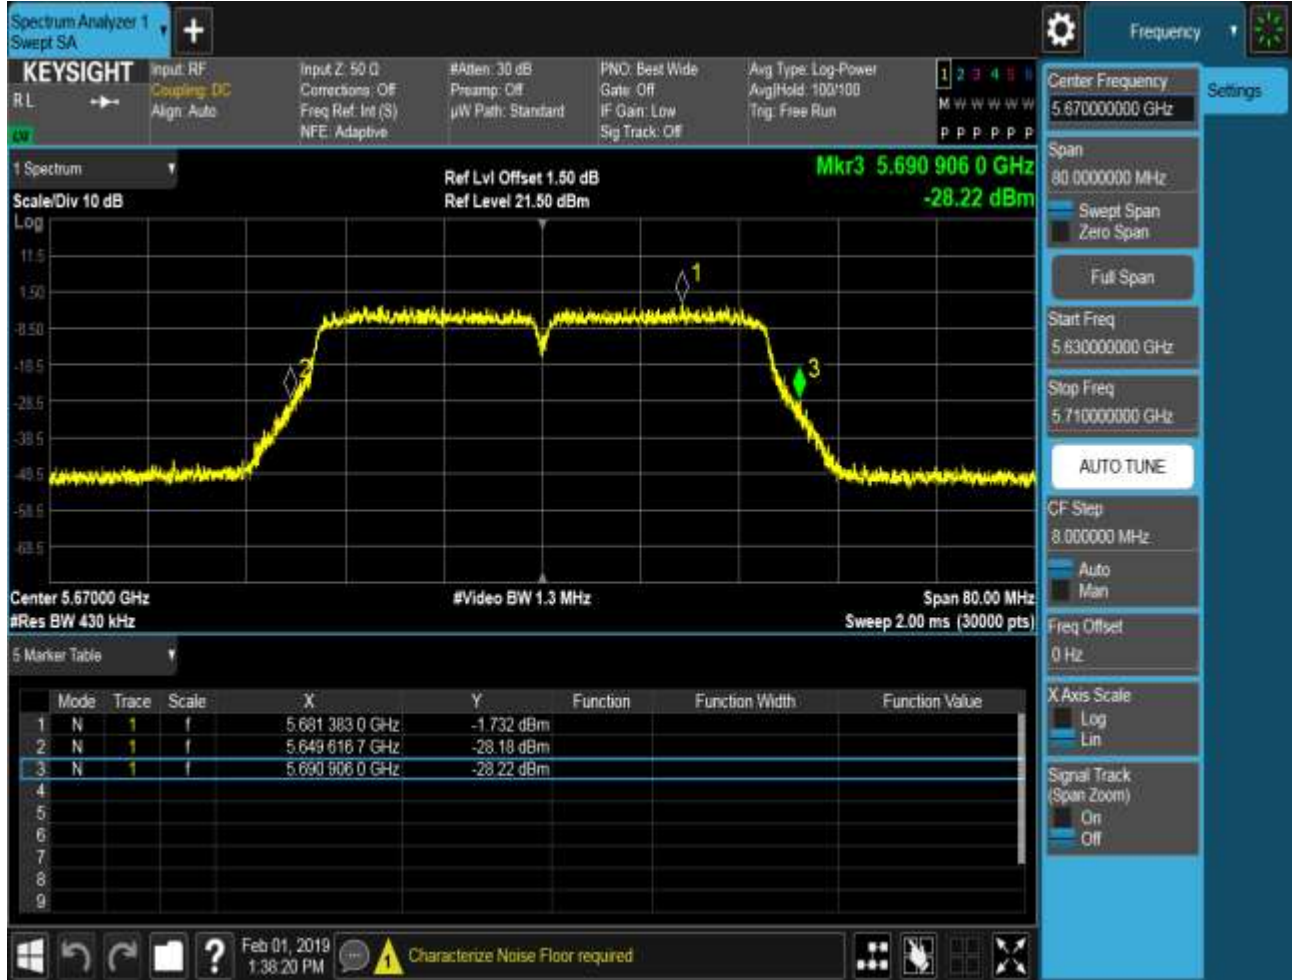 Spectrum Analyzer 1
Swept SA
Frequency
KEYSIGHT
RL
Input: RF
Coupling: DC
Align: Auto
Input Z: 50 Ω
Corrections: Off
Freq Ref: Int (S)
NFE: Adaptive
#Atten: 30 dB
Preamp: Off
µW Path: Standard
PNO: Best Wide
Gate: Off
IF Gain: Low
Sig Track: Off
Avg Type: Log-Power
Avg|Hold: 100/100
Trig: Free Run
1 2 3 4 5 6
M W W W W W
P P P P P P
1 Spectrum
Scale/Div 10 dB
Ref Lvl Offset 1.50 dB
Ref Level 21.50 dBm
Mkr3 5.690 906 0 GHz
-28.22 dBm
Log
11.5
1.50
-8.50
-18.5
-28.5
-38.5
-48.5
-58.5
-68.5
1
2
3
Center 5.67000 GHz
#Video BW 1.3 MHz
Span 80.00 MHz
#Res BW 430 kHz
Sweep 2.00 ms (30000 pts)
5 Marker Table
Mode Trace Scale X Y Function Function Width Function Value
1 N 1 f 5.681 383 0 GHz -1.732 dBm
2 N 1 f 5.649 616 7 GHz -28.18 dBm
3 N 1 f 5.690 906 0 GHz -28.22 dBm
4
5
6
7
8
9
Center Frequency
5.670000000 GHz
Settings
Span
80.0000000 MHz
Swept Span
Zero Span
Full Span
Start Freq
5.630000000 GHz
Stop Freq
5.710000000 GHz
AUTO TUNE
CF Step
8.000000 MHz
Auto
Man
Freq Offset
0 Hz
X Axis Scale
Log
Lin
Signal Track
(Span Zoom)
On
Off
?
Feb 01, 2019
1:38:20 PM
1
Characterize Noise Floor required